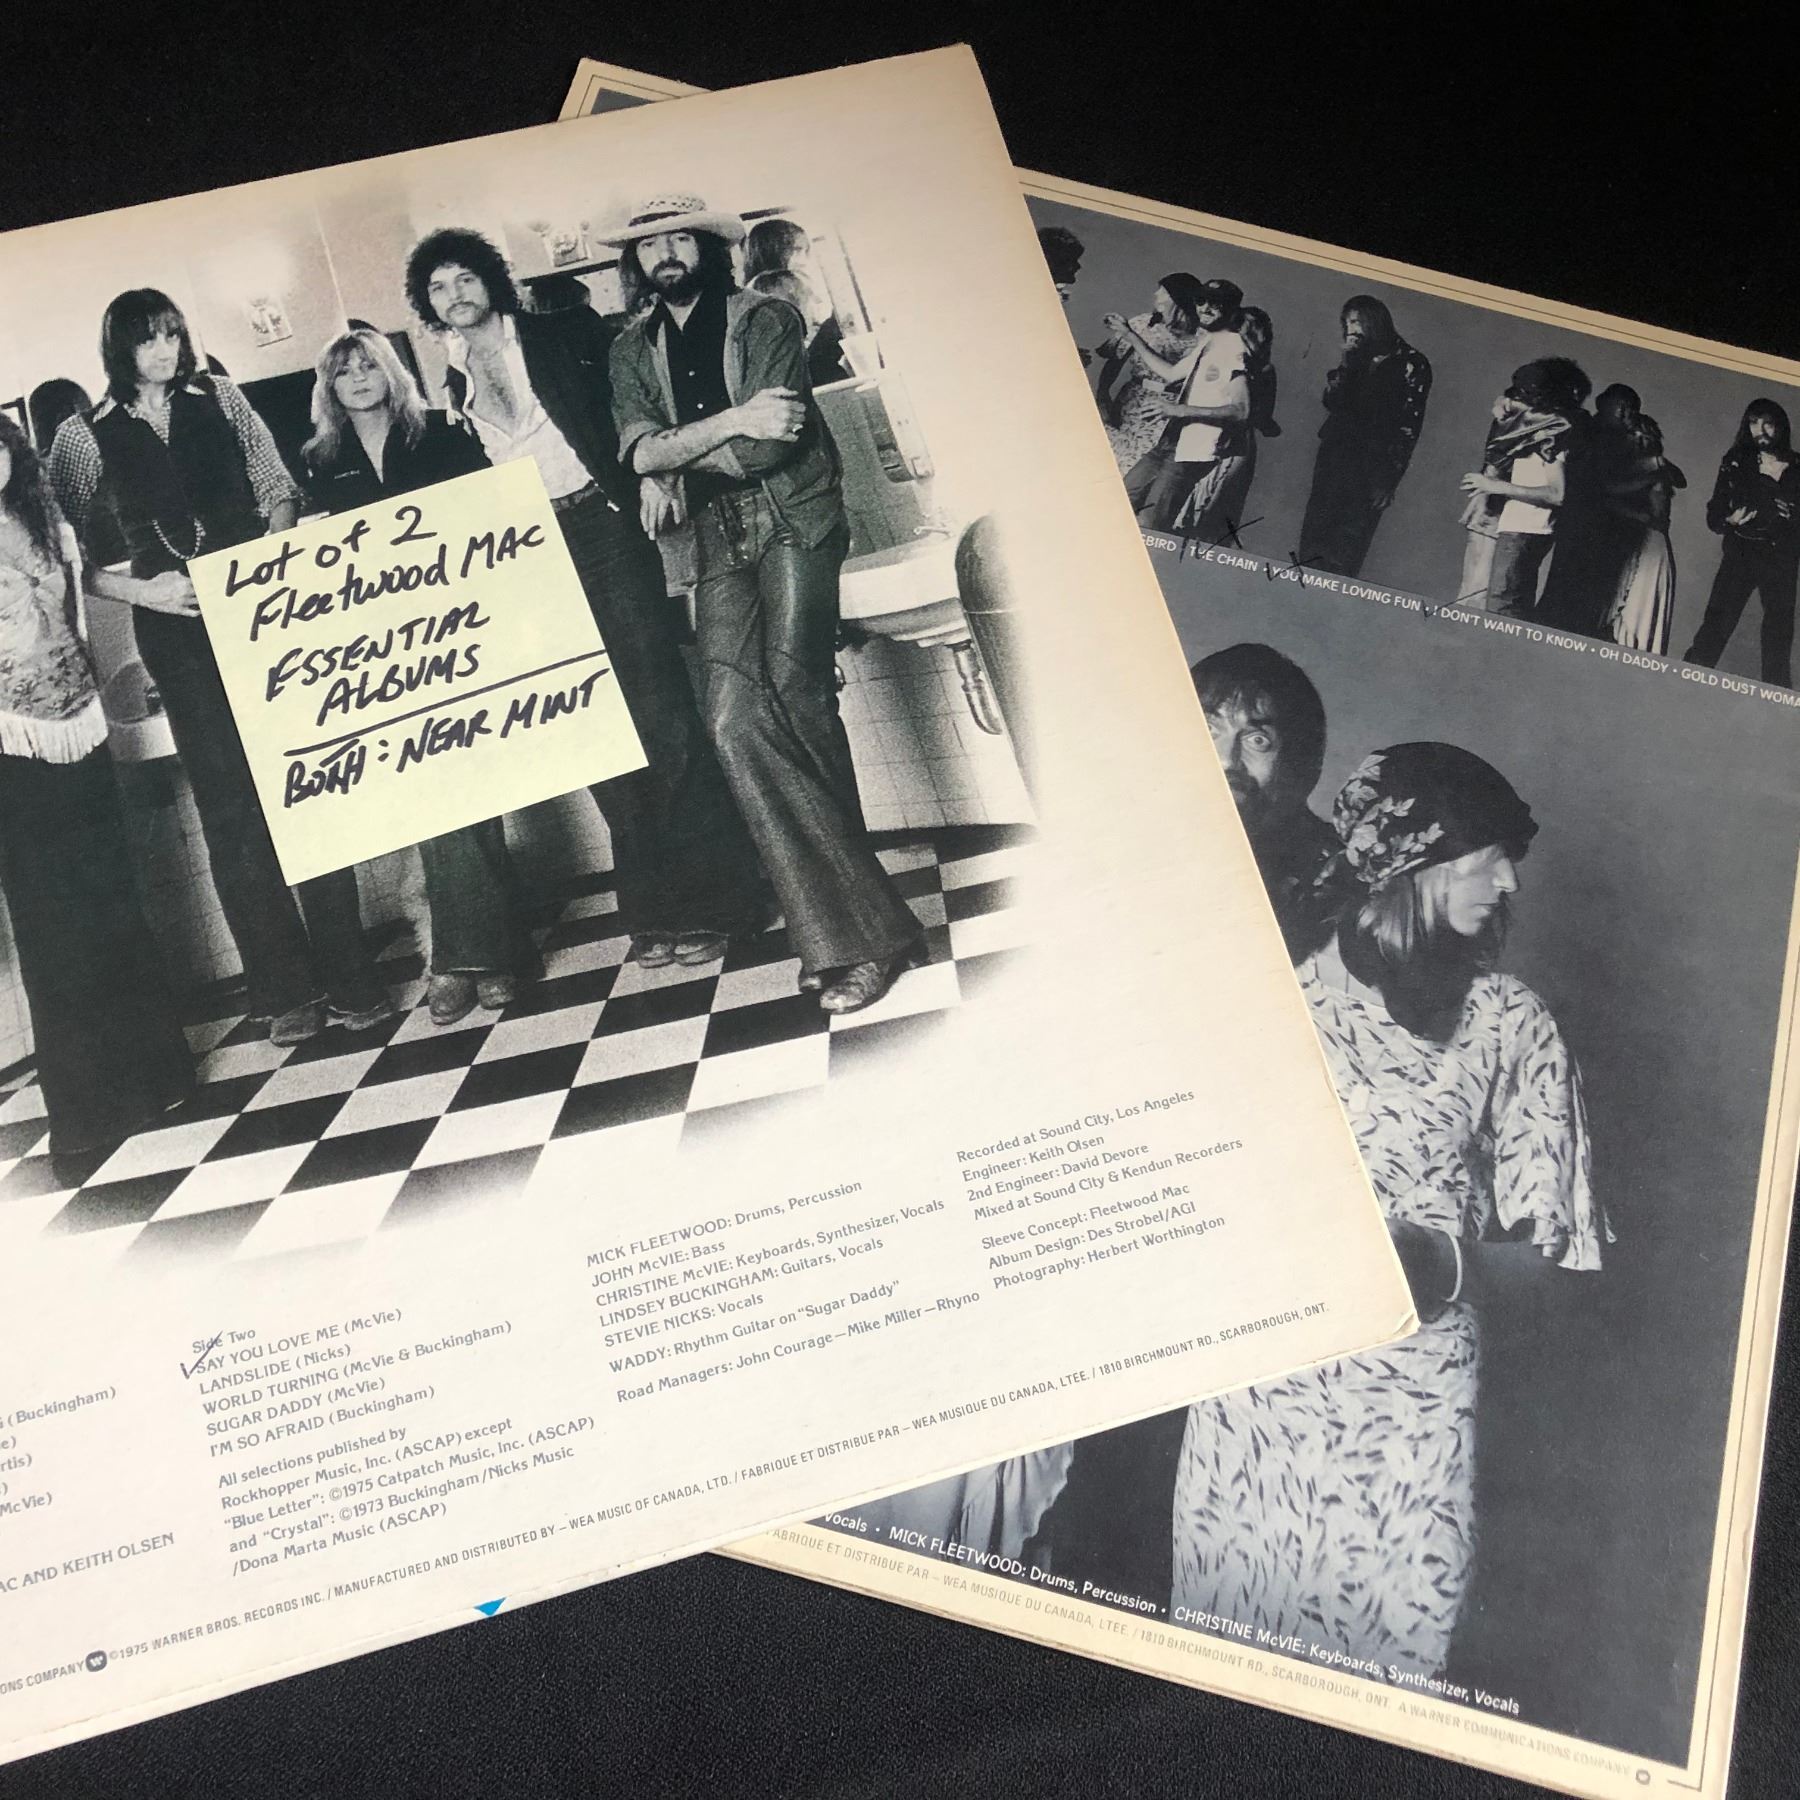 Lot of 2
Fleetwood MAC
ESSENTIAL
ALBUMS
BOTH: NEAR MINT
EBIRD • THE CHAIN • YOU MAKE LOVING FUN • I DON'T WANT TO KNOW • OH DADDY • GOLD DUST WOMA
(Buckingham)
McVie)
AC AND KEITH OLSEN
Side Two
SAY YOU LOVE ME (McVie)
LANDSLIDE (Nicks)
WORLD TURNING (McVie & Buckingham)
SUGAR DADDY (McVie)
I'M SO AFRAID (Buckingham)
All selections published by
Rockhopper Music, Inc. (ASCAP) except
"Blue Letter": ©1975 Catpatch Music, Inc. (ASCAP)
and "Crystal": ©1973 Buckingham/Nicks Music
/Dona Marta Music (ASCAP)
MICK FLEETWOOD: Drums, Percussion
JOHN McVIE: Bass
CHRISTINE McVIE: Keyboards, Synthesizer, Vocals
LINDSEY BUCKINGHAM: Guitars, Vocals
STEVIE NICKS: Vocals
WADDY: Rhythm Guitar on "Sugar Daddy"
Road Managers: John Courage—Mike Miller—Rhyno
Recorded at Sound City, Los Angeles
Engineer: Keith Olsen
2nd Engineer: David Devore
Mixed at Sound City & Kendun Recorders
Sleeve Concept: Fleetwood Mac
Album Design: Des Strobel/AGI
Photography: Herbert Worthington
ONS COMPANY ©1975 WARNER BROS. RECORDS INC. / MANUFACTURED AND DISTRIBUTED BY — WEA MUSIC OF CANADA, LTD. / FABRIQUE ET DISTRIBUE PAR — WEA MUSIQUE DU CANADA, LTEE. / 1810 BIRCHMOUNT RD., SCARBOROUGH, ONT.
Vocals • MICK FLEETWOOD: Drums, Percussion • CHRISTINE McVIE: Keyboards, Synthesizer, Vocals
FABRIQUE ET DISTRIBUE PAR — WEA MUSIQUE DU CANADA, LTEE. / 1810 BIRCHMOUNT RD., SCARBOROUGH, ONT. A WARNER COMMUNICATIONS COMPANY